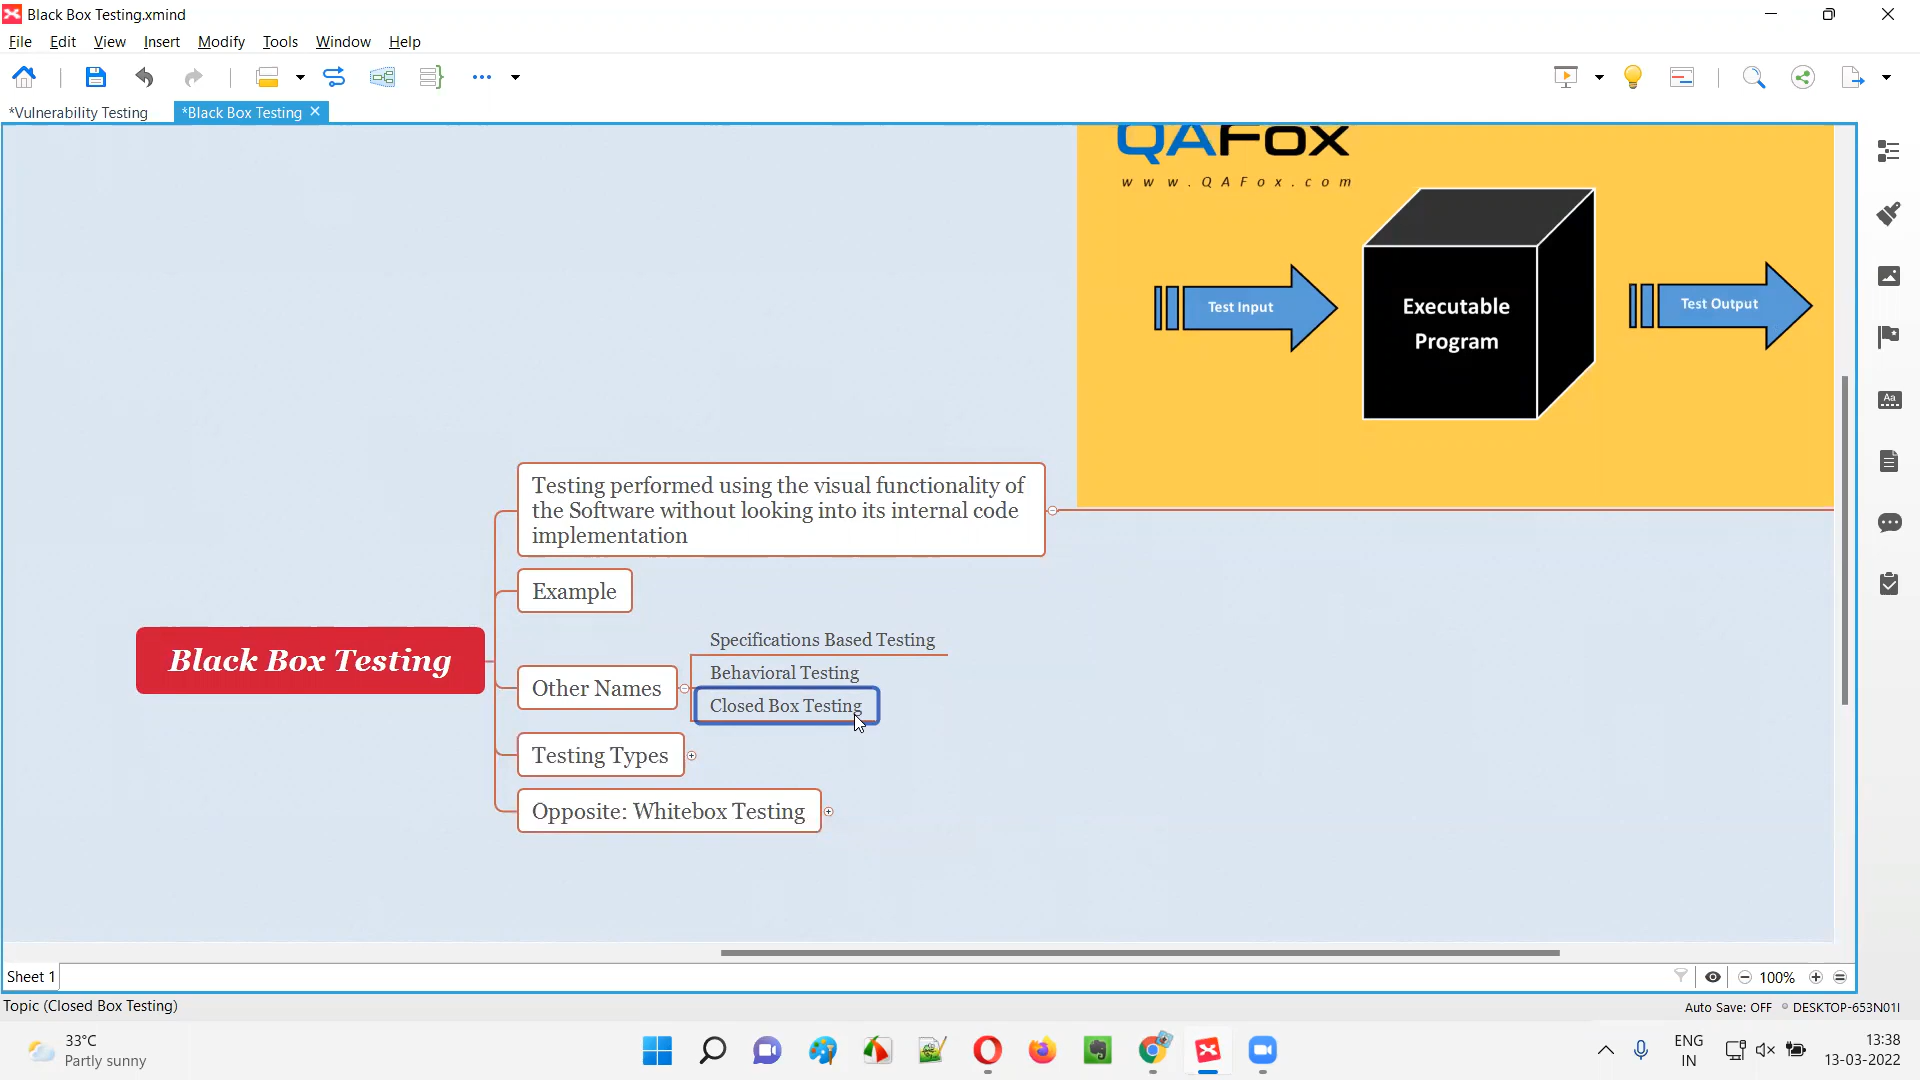 Black Box Testing.xmind
File Edit View Insert Modify Tools Window Help
*Vulnerability Testing *Black Box Testing
QAFOX
www.QAFox.com
Test Input
Executable
Program
Test Output
Testing performed using the visual functionality of
the Software without looking into its internal code
implementation
Example
Black Box Testing
Other Names
Specifications Based Testing
Behavioral Testing
Closed Box Testing
Testing Types
Opposite: Whitebox Testing
Sheet 1
100%
Topic (Closed Box Testing)
Auto Save: OFF DESKTOP-653N01I
33°C
Partly sunny
ENG
IN
13:38
13-03-2022